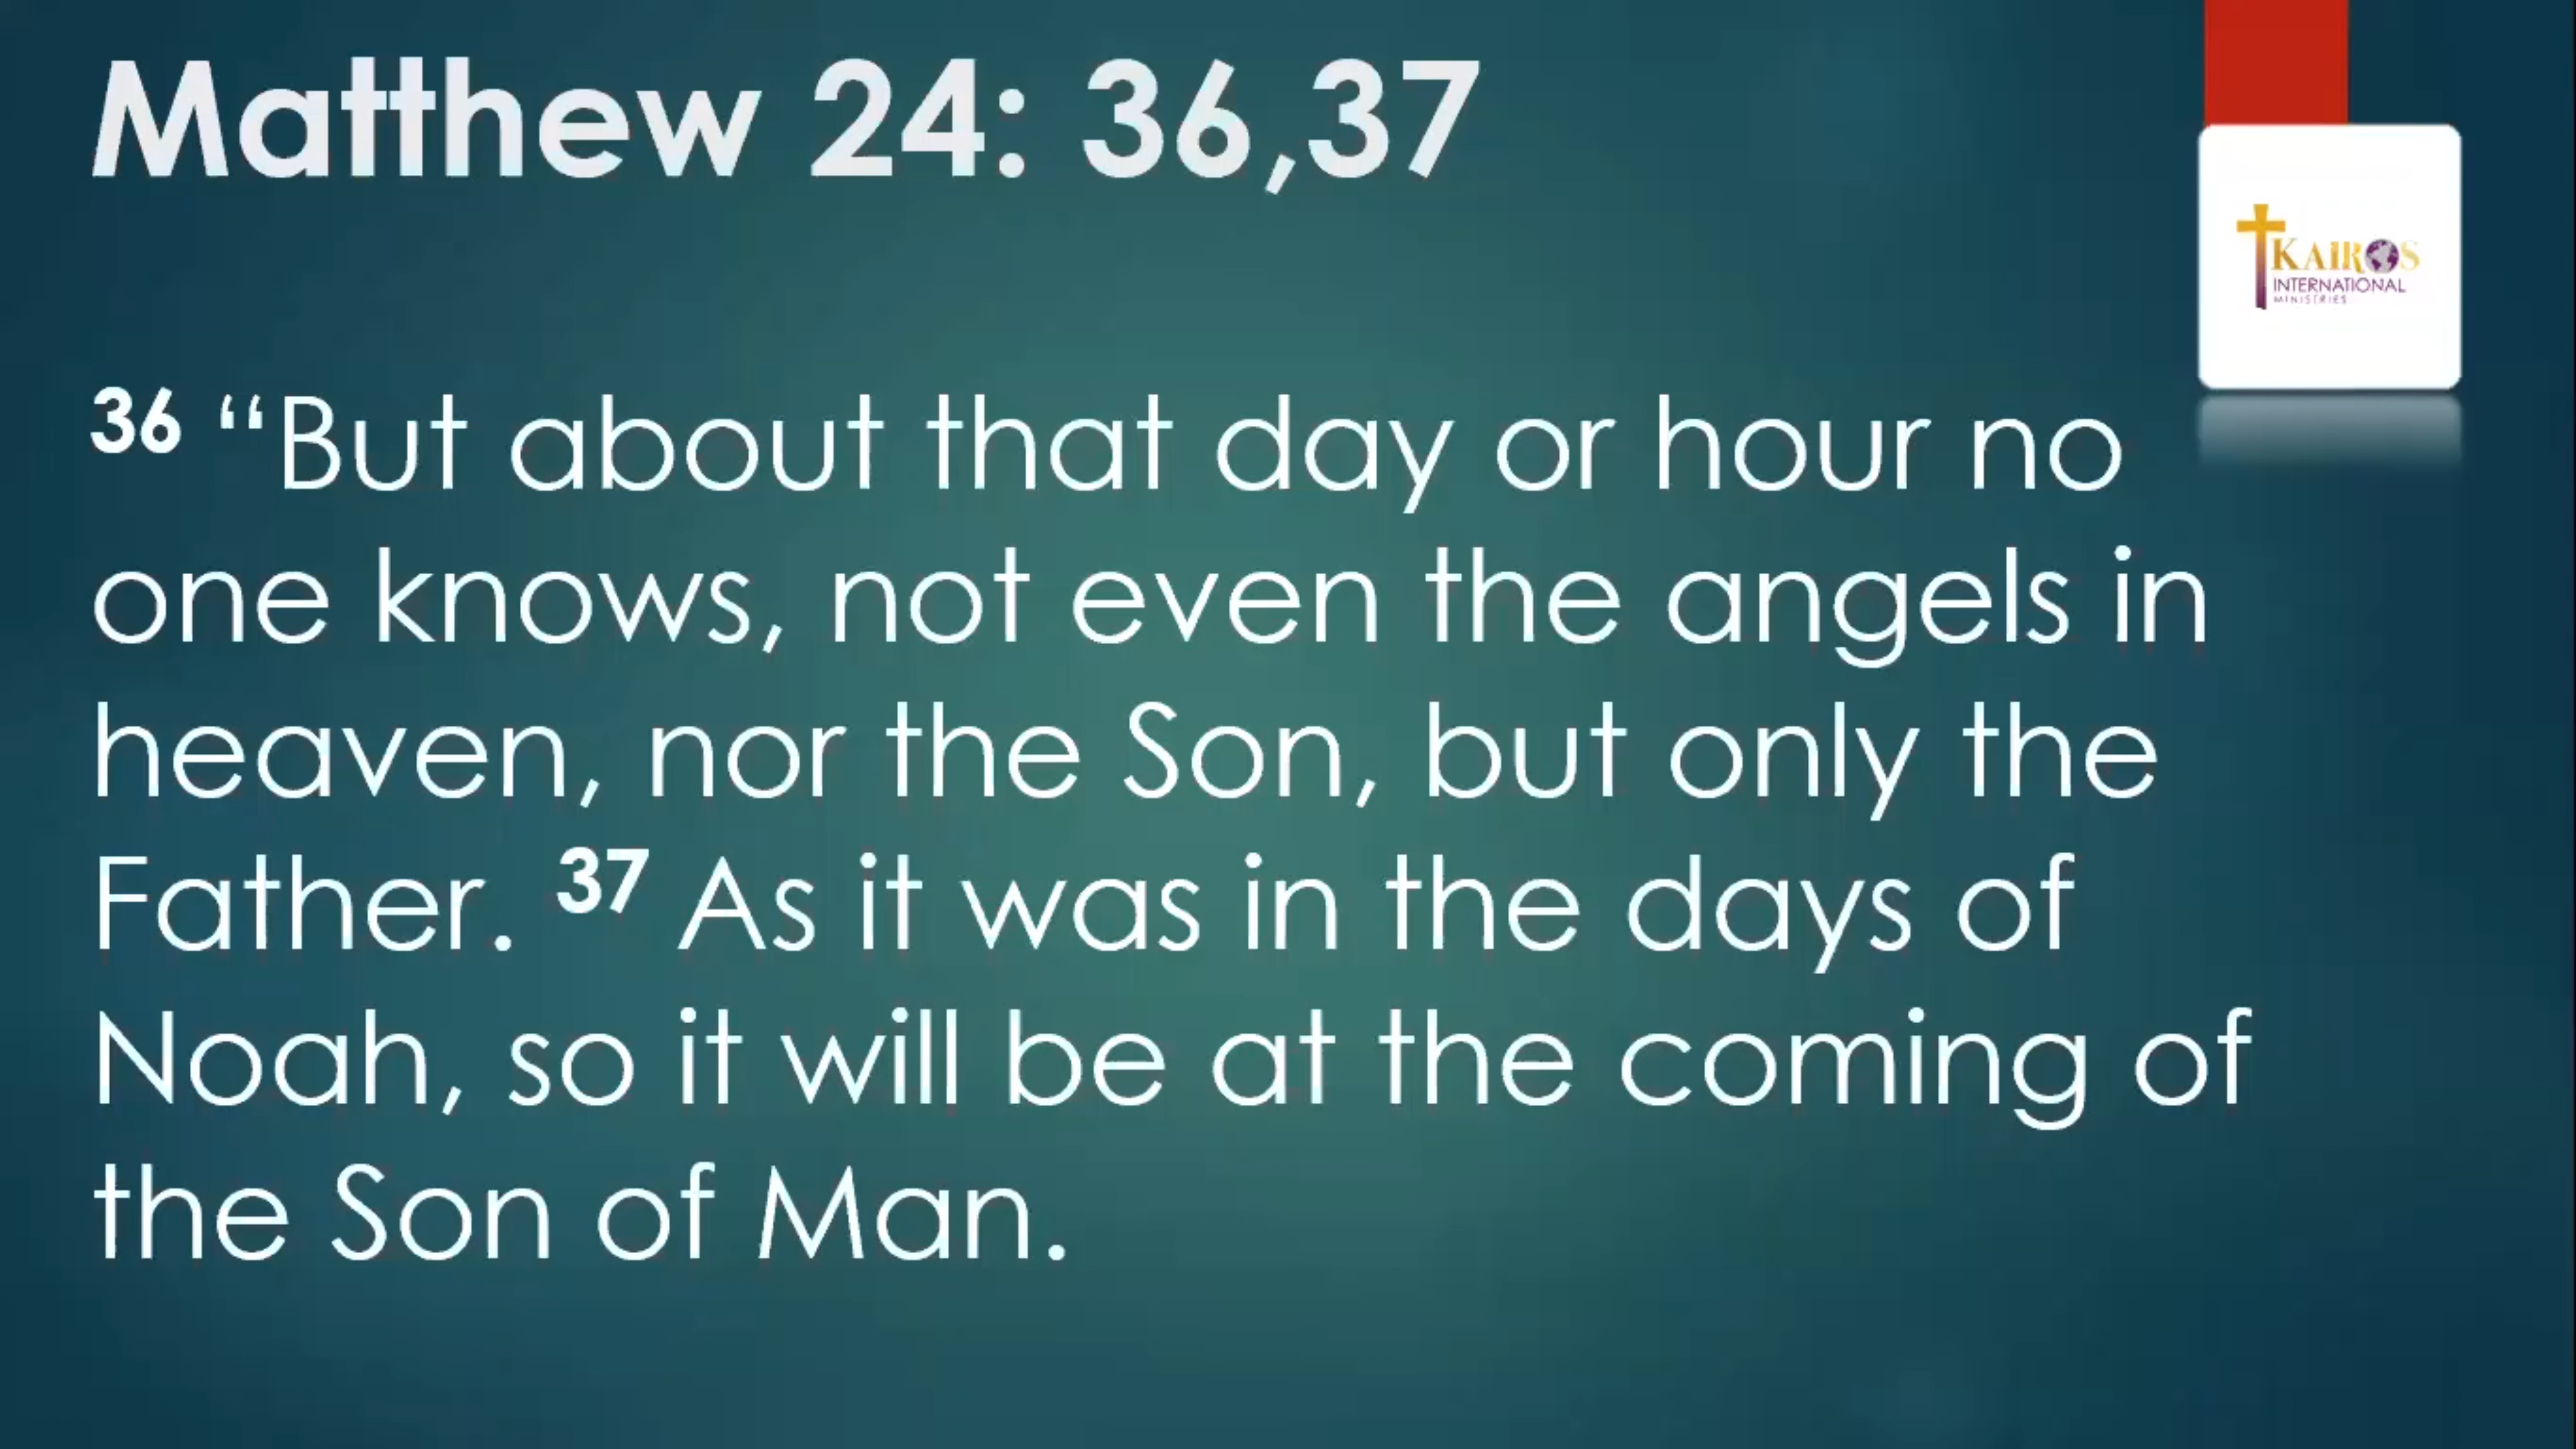 Matthew 24: 36,37
KAIROS
INTERNATIONAL
MINISTRIES
36 “But about that day or hour no
one knows, not even the angels in
heaven, nor the Son, but only the
Father. 37 As it was in the days of
Noah, so it will be at the coming of
the Son of Man.